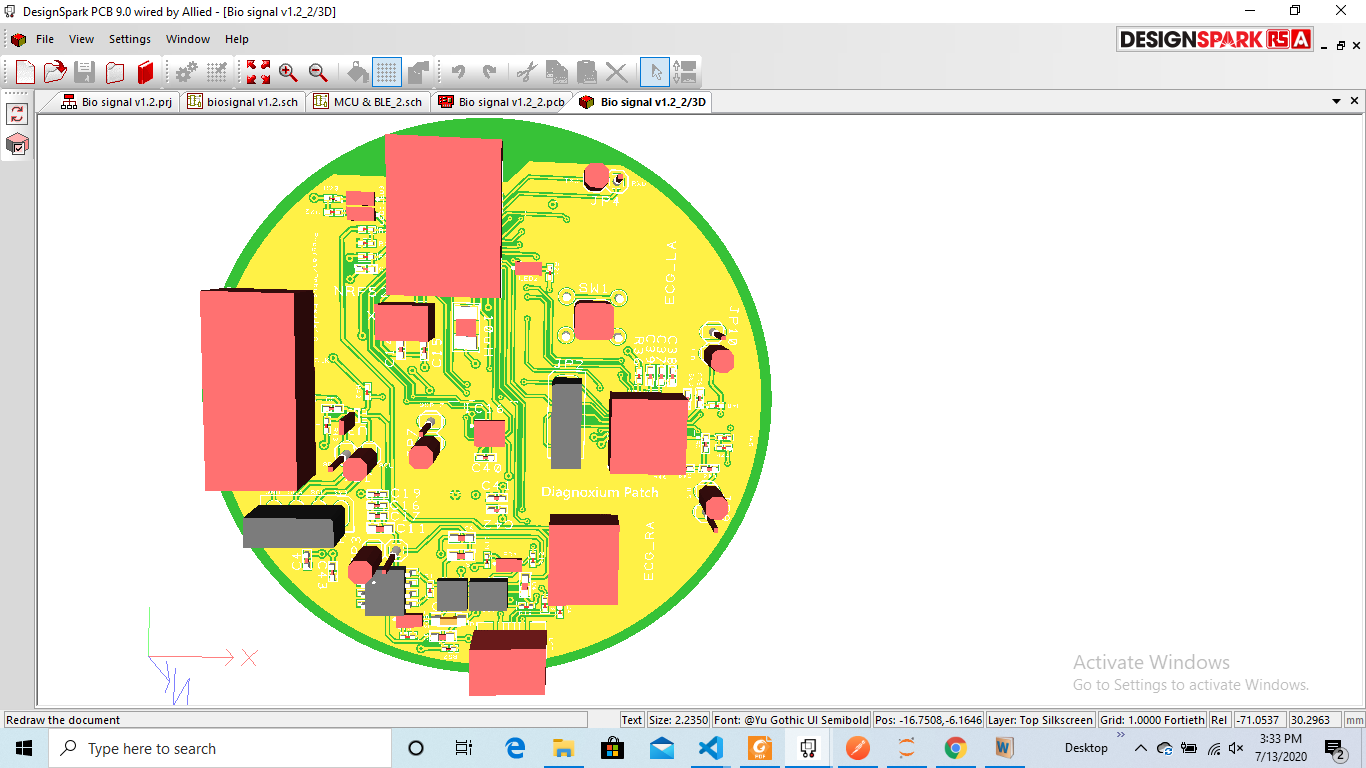 DesignSpark PCB 9.0 wired by Allied - [Bio signal v1.2_2/3D]
File View Settings Window Help
DESIGNSPARK RS A
Bio signal v1.2.prj biosignal v1.2.sch MCU & BLE_2.sch Bio signal v1.2_2.pcb Bio signal v1.2_2/3D
JP4
ECG_LA
SW1
C40
Diagnoxium Patch
ECG_RA
X
Activate Windows
Go to Settings to activate Windows.
Redraw the document Text Size: 2.2350 Font: @Yu Gothic UI Semibold Pos: -16.7508,-6.1646 Layer: Top Silkscreen Grid: 1.0000 Fortieth Rel -71.0537 30.2963 mm
Type here to search Desktop 3:33 PM
7/13/2020 2